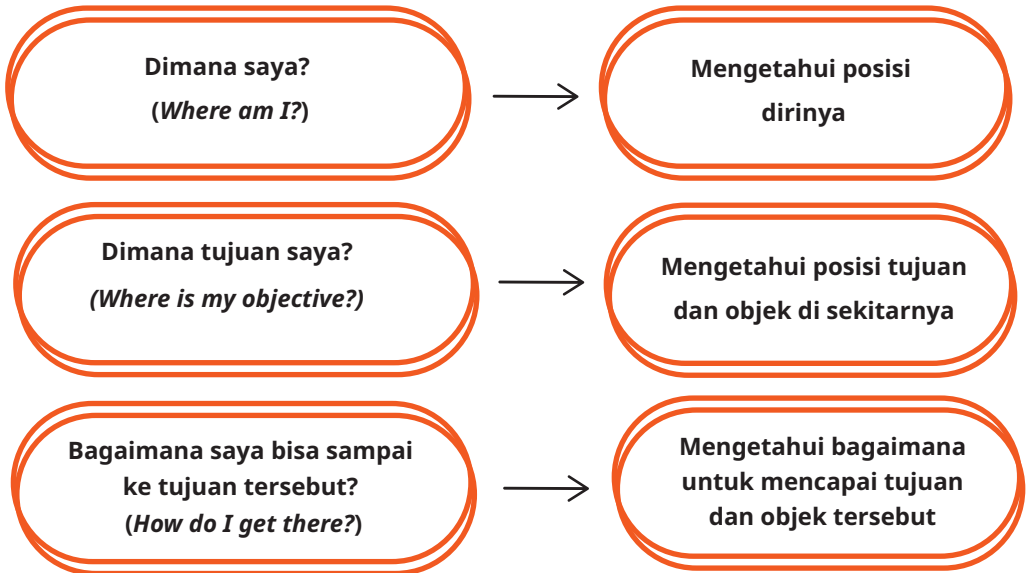 Dimana saya?
(Where am I?)
Mengetahui posisi
dirinya
Dimana tujuan saya?
(Where is my objective?)
Mengetahui posisi tujuan
dan objek di sekitarnya
Bagaimana saya bisa sampai
ke tujuan tersebut?
(How do I get there?)
Mengetahui bagaimana
untuk mencapai tujuan
dan objek tersebut